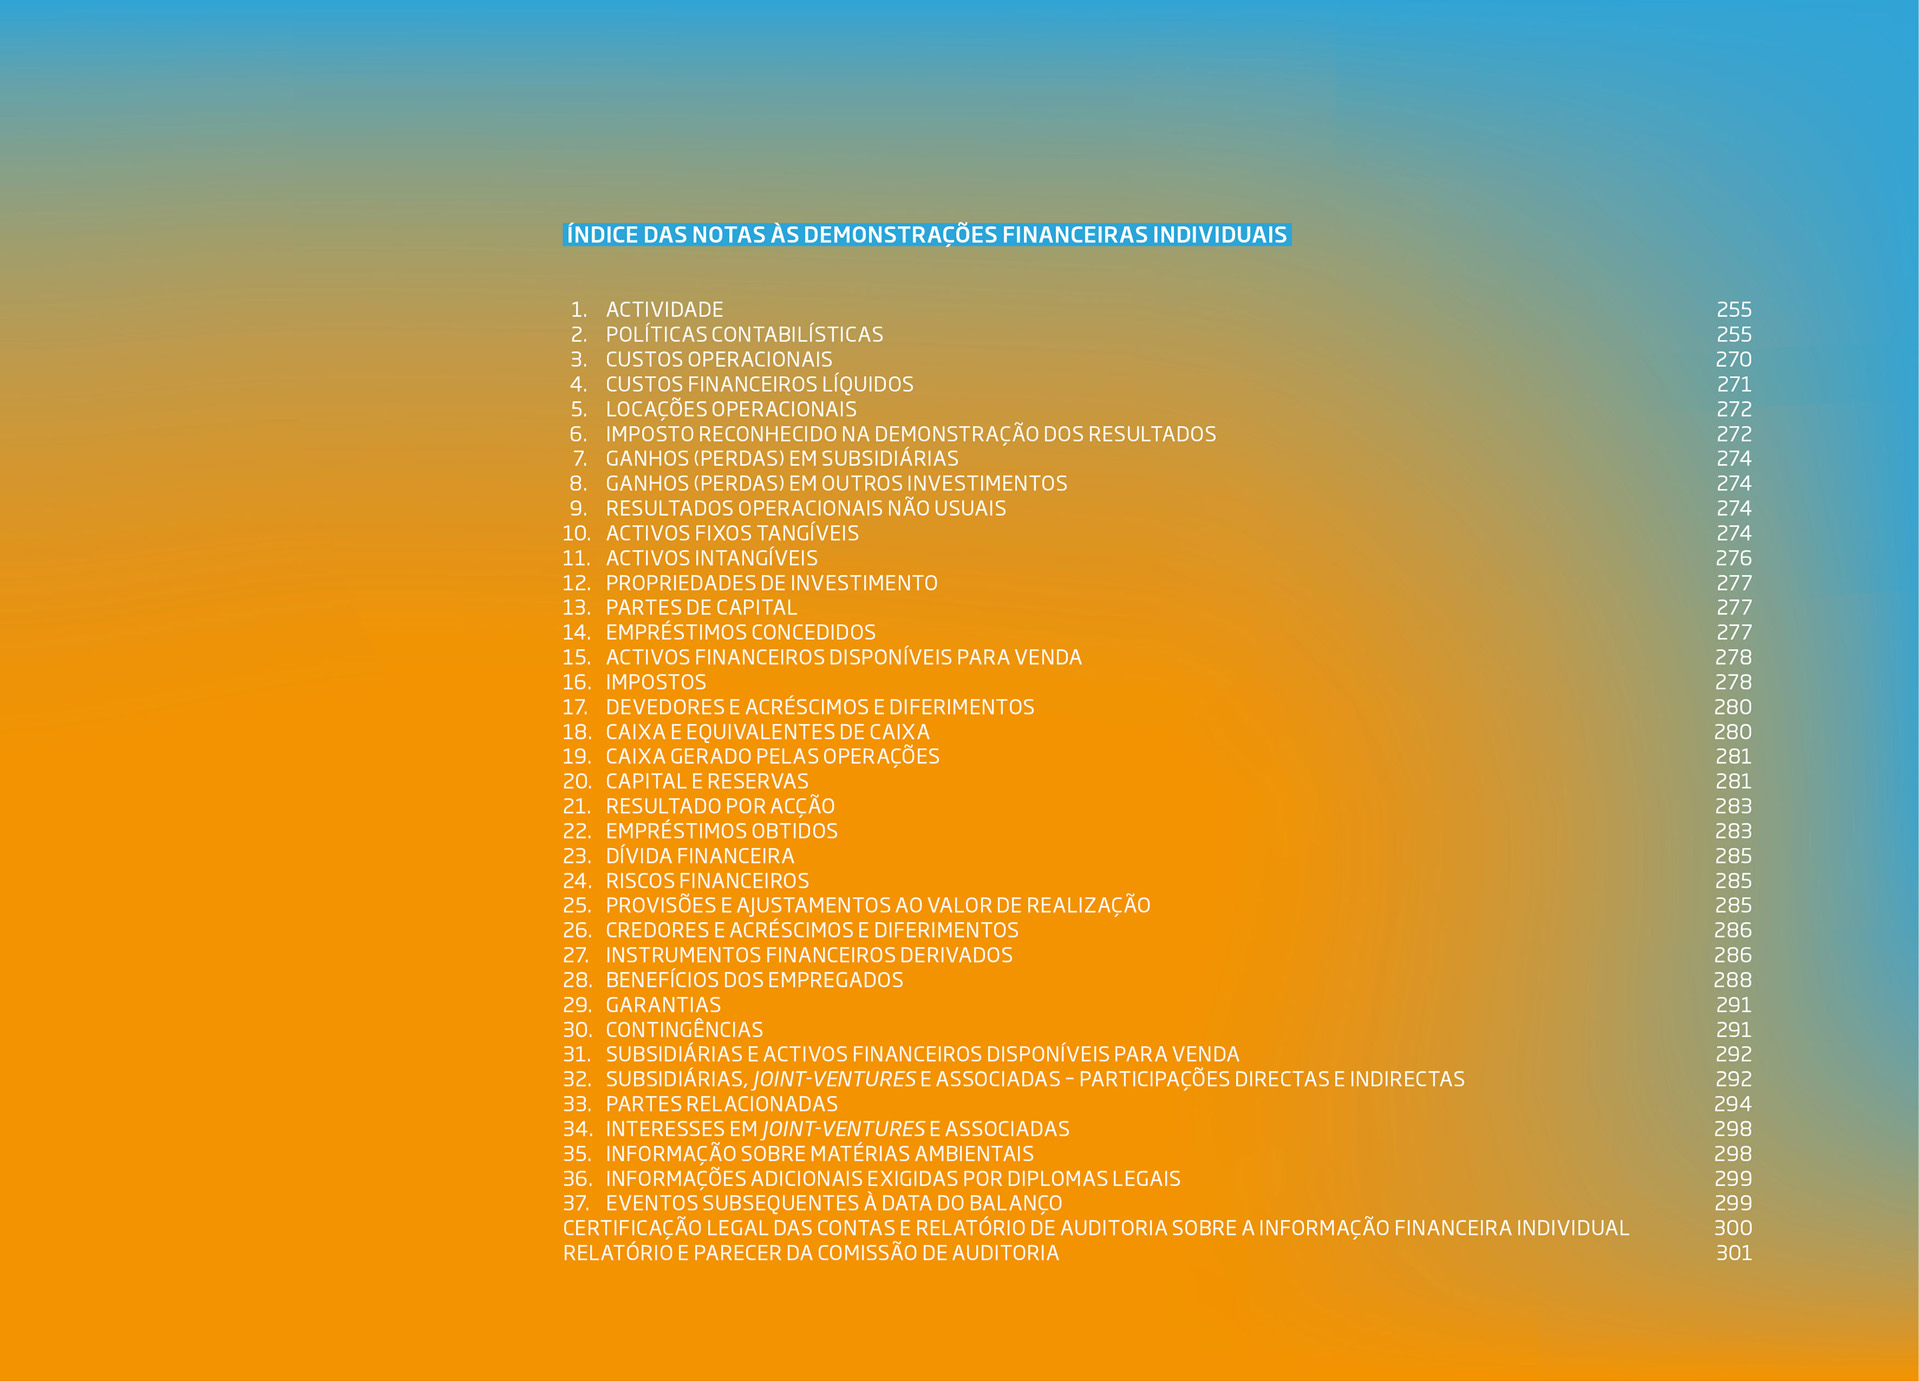 ÍNDICE DAS NOTAS ÀS DEMONSTRAÇÕES FINANCEIRAS INDIVIDUAIS
1. ACTIVIDADE 255
2. POLÍTICAS CONTABILÍSTICAS 255
3. CUSTOS OPERACIONAIS 270
4. CUSTOS FINANCEIROS LÍQUIDOS 271
5. LOCAÇÕES OPERACIONAIS 272
6. IMPOSTO RECONHECIDO NA DEMONSTRAÇÃO DOS RESULTADOS 272
7. GANHOS (PERDAS) EM SUBSIDIÁRIAS 274
8. GANHOS (PERDAS) EM OUTROS INVESTIMENTOS 274
9. RESULTADOS OPERACIONAIS NÃO USUAIS 274
10. ACTIVOS FIXOS TANGÍVEIS 274
11. ACTIVOS INTANGÍVEIS 276
12. PROPRIEDADES DE INVESTIMENTO 277
13. PARTES DE CAPITAL 277
14. EMPRÉSTIMOS CONCEDIDOS 277
15. ACTIVOS FINANCEIROS DISPONÍVEIS PARA VENDA 278
16. IMPOSTOS 278
17. DEVEDORES E ACRÉSCIMOS E DIFERIMENTOS 280
18. CAIXA E EQUIVALENTES DE CAIXA 280
19. CAIXA GERADO PELAS OPERAÇÕES 281
20. CAPITAL E RESERVAS 281
21. RESULTADO POR ACÇÃO 283
22. EMPRÉSTIMOS OBTIDOS 283
23. DÍVIDA FINANCEIRA 285
24. RISCOS FINANCEIROS 285
25. PROVISÕES E AJUSTAMENTOS AO VALOR DE REALIZAÇÃO 285
26. CREDORES E ACRÉSCIMOS E DIFERIMENTOS 286
27. INSTRUMENTOS FINANCEIROS DERIVADOS 286
28. BENEFÍCIOS DOS EMPREGADOS 288
29. GARANTIAS 291
30. CONTINGÊNCIAS 291
31. SUBSIDIÁRIAS E ACTIVOS FINANCEIROS DISPONÍVEIS PARA VENDA 292
32. SUBSIDIÁRIAS, JOINT-VENTURES E ASSOCIADAS – PARTICIPAÇÕES DIRECTAS E INDIRECTAS 292
33. PARTES RELACIONADAS 294
34. INTERESSES EM JOINT-VENTURES E ASSOCIADAS 298
35. INFORMAÇÃO SOBRE MATÉRIAS AMBIENTAIS 298
36. INFORMAÇÕES ADICIONAIS EXIGIDAS POR DIPLOMAS LEGAIS 299
37. EVENTOS SUBSEQUENTES À DATA DO BALANÇO 299
CERTIFICAÇÃO LEGAL DAS CONTAS E RELATÓRIO DE AUDITORIA SOBRE A INFORMAÇÃO FINANCEIRA INDIVIDUAL 300
RELATÓRIO E PARECER DA COMISSÃO DE AUDITORIA 301